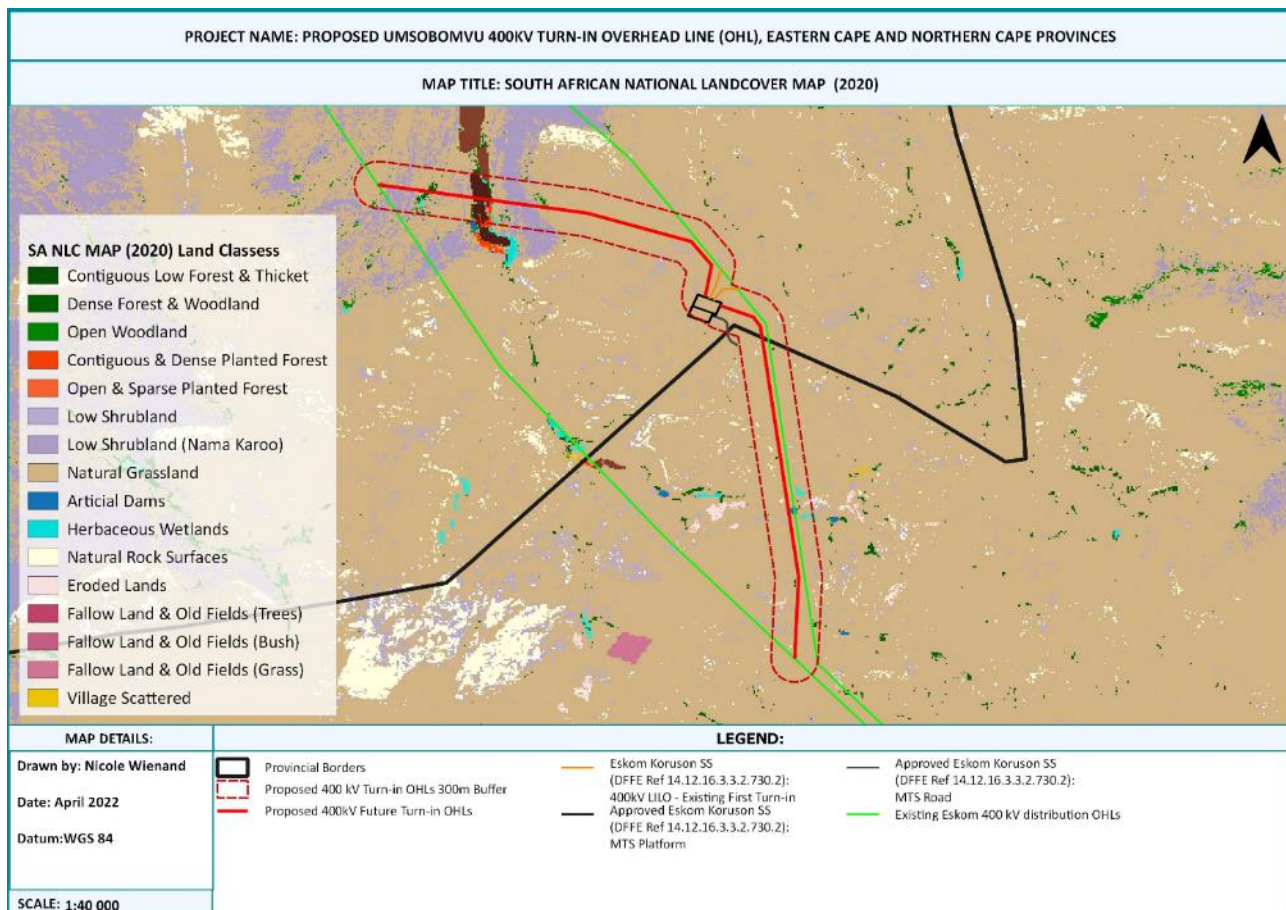 PROJECT NAME: PROPOSED UMSOBOMVU 400KV TURN-IN OVERHEAD LINE (OHL), EASTERN CAPE AND NORTHERN CAPE PROVINCES
MAP TITLE: SOUTH AFRICAN NATIONAL LANDCOVER MAP (2020)
SA NLC MAP (2020) Land Classess
Contiguous Low Forest & Thicket
Dense Forest & Woodland
Open Woodland
Contiguous & Dense Planted Forest
Open & Sparse Planted Forest
Low Shrubland
Low Shrubland (Nama Karoo)
Natural Grassland
Articial Dams
Herbaceous Wetlands
Natural Rock Surfaces
Eroded Lands
Fallow Land & Old Fields (Trees)
Fallow Land & Old Fields (Bush)
Fallow Land & Old Fields (Grass)
Village Scattered
MAP DETAILS:
Drawn by: Nicole Wienand
Date: April 2022
Datum:WGS 84
SCALE: 1:40 000
LEGEND:
Provincial Borders
Proposed 400 kV Turn-in OHLs 300m Buffer
Proposed 400kV Future Turn-in OHLs
Eskom Koruson SS
(DFFE Ref 14.12.16.3.3.2.730.2):
400kV LILO - Existing First Turn-in
Approved Eskom Koruson SS
(DFFE Ref 14.12.16.3.3.2.730.2):
MTS Platform
Approved Eskom Koruson SS
(DFFE Ref 14.12.16.3.3.2.730.2):
MTS Road
Existing Eskom 400 kV distribution OHLs